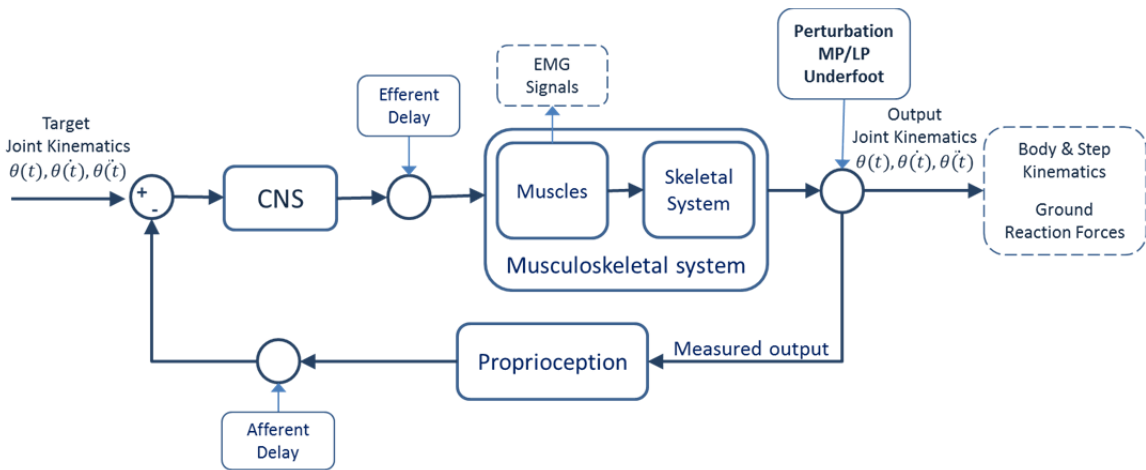 Perturbation
MP/LP
Underfoot
EMG
Signals
Efferent
Delay
Target
Joint Kinematics
θ(t), θ(ṫ), θ(ẗ)
Output
Joint Kinematics
θ(t), θ(ṫ), θ(ẗ)
Body & Step
Kinematics
Ground
Reaction Forces
+
-
CNS
Muscles
Skeletal
System
Musculoskeletal system
Proprioception
Measured output
Afferent
Delay